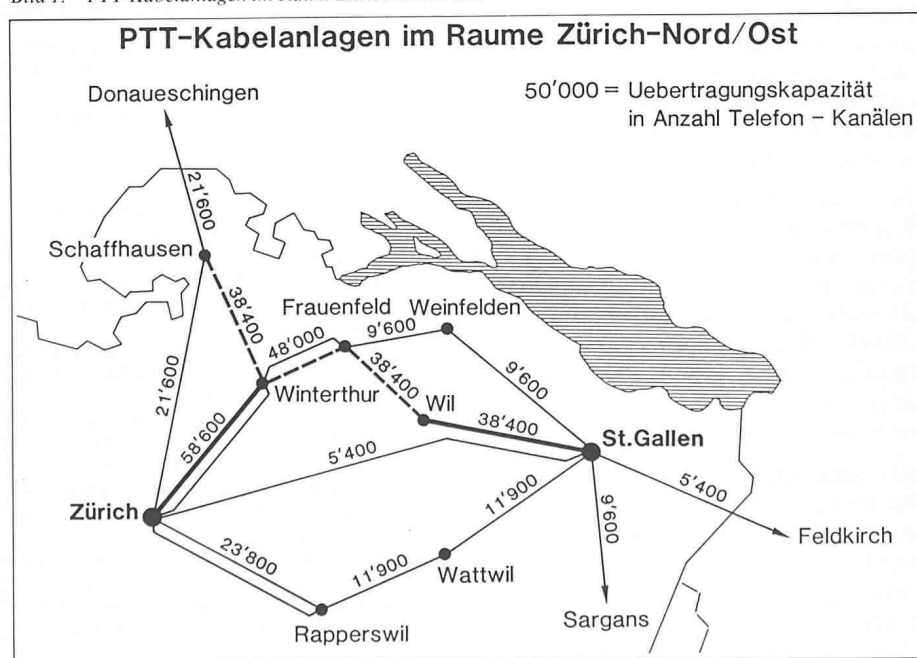 PTT-Kabelanlagen im Raume Zürich-Nord/Ost
Donaueschingen
50'000 = Uebertragungskapazität
in Anzahl Telefon – Kanälen
21'600
Schaffhausen
38'400
Frauenfeld
Weinfelden
48'000
9'600
21'600
Winterthur
38'400
9'600
Wil
58'600
38'400
St.Gallen
5'400
5'400
Zürich
11'900
9'600
Feldkirch
23'800
11'900
Wattwil
Rapperswil
Sargans